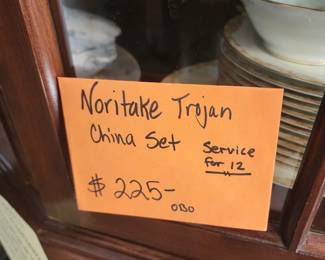 Noritake Trojan
China Set
Service
for 12
$225-
OBO